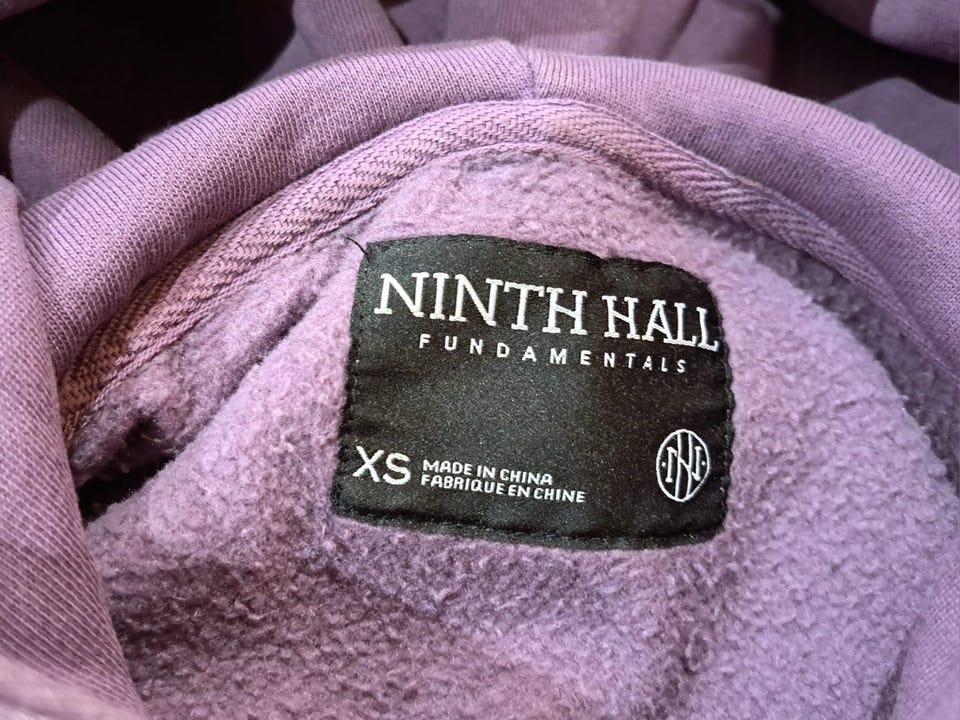 NINTH HALL
FUNDAMENTALS
XS
MADE IN CHINA
FABRIQUE EN CHINE